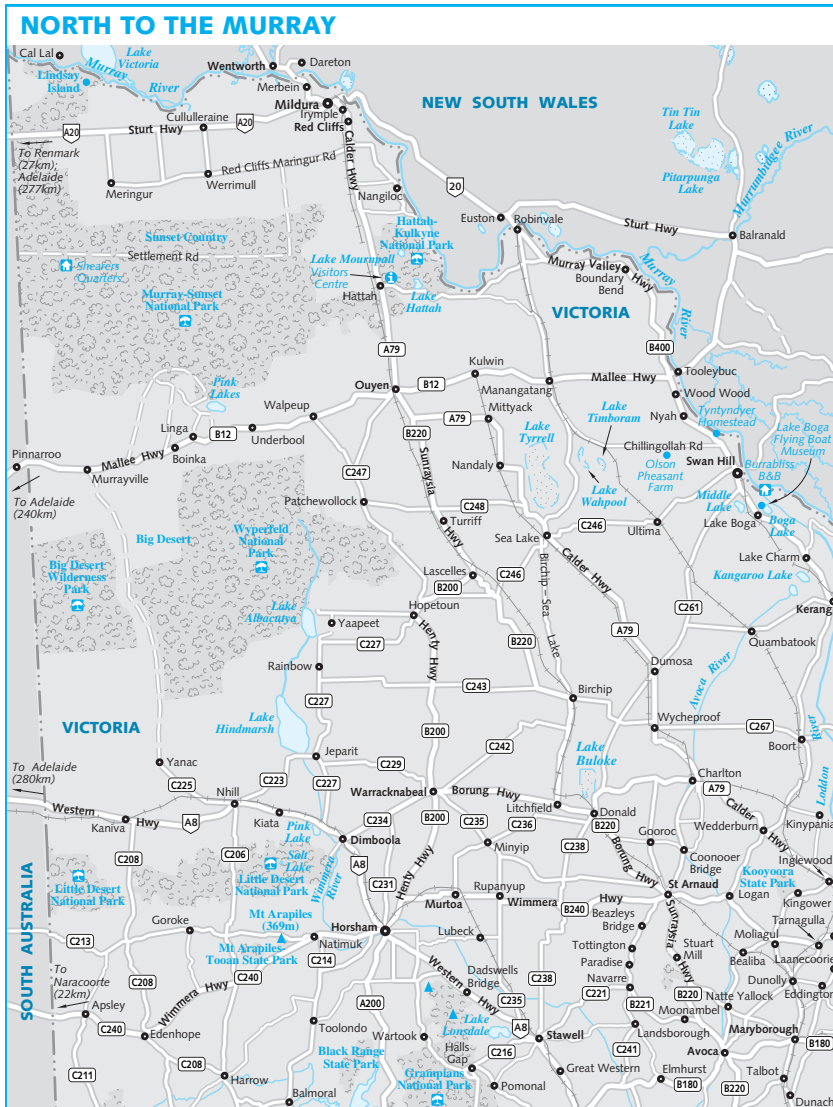 NORTH TO THE MURRAY
Cal Lal
Lake
Victoria
Wentworth
Dareton
Lindsay
Island
Murray
River
Merbein
Mildura
Irymple
Red Cliffs
NEW SOUTH WALES
Tin Tin
Lake
Cullulleraine
A20
Sturt Hwy
A20
Calder Hwy
Pitarpunga
Lake
Murrumbidgee River
To Renmark
(27km);
Adelaide
(277km)
Red Cliffs Maringur Rd
Meringur
Werrimull
Nangiloc
20
Euston
Robinvale
Sturt Hwy
Balranald
Hattah-
Kulkyne
National Park
Sunset Country
Settlement Rd
Shearers
Quarters
Lake Mournpall
Visitors
Centre
Hattah
Lake
Hattah
Murray Valley
Hwy
Boundary
Bend
Murray
River
Murray-Sunset
National Park
VICTORIA
A79
B400
Kulwin
Tooleybuc
Ouyen
B12
Manangatang
Mallee Hwy
Wood Wood
Pink
Lakes
Walpeup
Mittyack
A79
Nyah
Tyntyndyer
Homestead
Lake
Timboram
Linga
B12
Underbool
B220
Lake
Tyrrell
Chillingollah Rd
Lake Boga
Flying Boat
Museum
Pinnarroo
Mallee Hwy
Boinka
Murrayville
Sunraysia
Hwy
Nandaly
Olson
Pheasant
Farm
Swan Hill
Burrabliss
B&B
To Adelaide
(240km)
C247
Lake
Wahpool
Middle
Lake
Patchewollock
C248
Turriff
Sea Lake
C246
Ultima
Lake Boga
Boga
Lake
Big Desert
Wyperfeld
National
Park
Big Desert
Wilderness
Park
Lake Charm
Kangaroo Lake
Lascelles
C246
Calder Hwy
Birchip – Sea
Lake
B200
Lake
Albacutya
Hopetoun
C261
Kerang
Yaapeet
C227
Henty Hwy
B220
A79
Quambatook
Rainbow
Dumosa
Avoca River
C243
C227
Birchip
VICTORIA
Lake
Hindmarsh
B200
C242
Wycheproof
C267
Boort
River
Loddon
Lake
Buloke
Yanac
Jeparit
C229
To Adelaide
(280km)
C223
C225
C227
Charlton
A79
Calder
Hwy
Nhill
Warracknabeal
Borung Hwy
Litchfield
Donald
Western
Hwy
Kaniva
A8
Kiata
Pink
Lake
C234
B200
C235
C236
B220
Gooroc
Wedderburn
Kinypania
Dimboola
C238
Borung Hwy
C208
C206
Salt
Lake
A8
Minyip
Coonooer
Bridge
Inglewood
Little Desert
National Park
Little Desert
National Park
Wimmera
River
C231
Henty Hwy
Kooyoora
State Park
Rupanyup
St Arnaud
Murtoa
Wimmera
Hwy
B240
Logan
Kingower
SOUTH AUSTRALIA
Mt Arapiles
(369m)
Horsham
Beazleys
Bridge
Sunraysia
Hwy
Tarnagulla
Goroke
C213
Natimuk
Lubeck
Tottington
Stuart
Mill
Moliagul
Mt Arapiles-
Tooan State Park
C214
Paradise
Bealiba
Laanecoorie
To
Naracoorte
(22km)
C208
Wimmera Hwy
C240
Western
Hwy
Dadswells
Bridge
C238
Navarre
Dunolly
Eddington
C235
C221
B220
Natte Yallock
Apsley
A200
B221
Moonambel
Lake
Lonsdale
A8
C240
Edenhope
Toolondo
Wartook
Stawell
Landsborough
Maryborough
Halls
Gap
C216
C241
Avoca
B180
Black Range
State Park
C208
C211
Harrow
Great Western
Elmhurst
Talbot
Grampians
National Park
B180
Balmoral
Pomonal
B220
Dunach